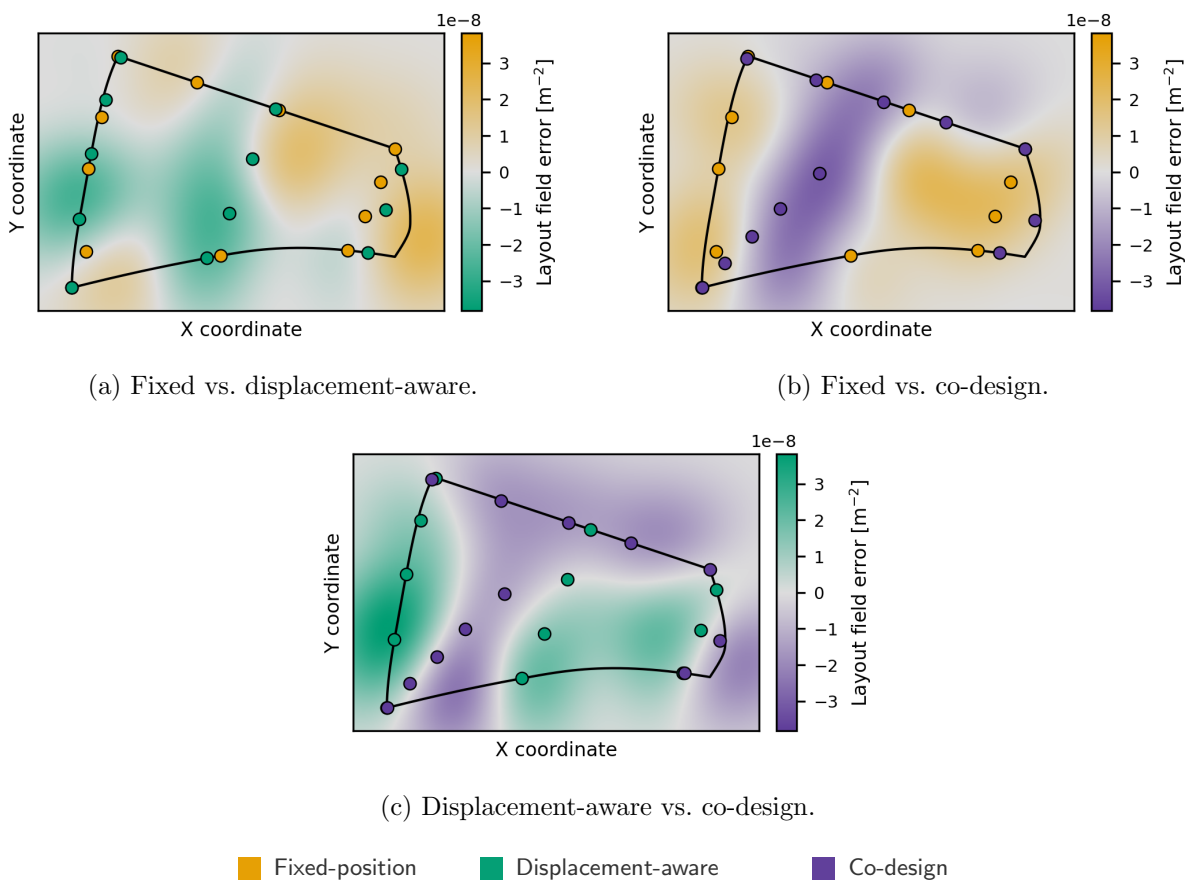 1e−8
3
2
1
0
−1
−2
−3
Layout field error [m−2]
Y coordinate
X coordinate
(a) Fixed vs. displacement-aware.
1e−8
3
2
1
0
−1
−2
−3
Layout field error [m−2]
Y coordinate
X coordinate
(b) Fixed vs. co-design.
1e−8
3
2
1
0
−1
−2
−3
Layout field error [m−2]
Y coordinate
X coordinate
(c) Displacement-aware vs. co-design.
Fixed-position Displacement-aware Co-design